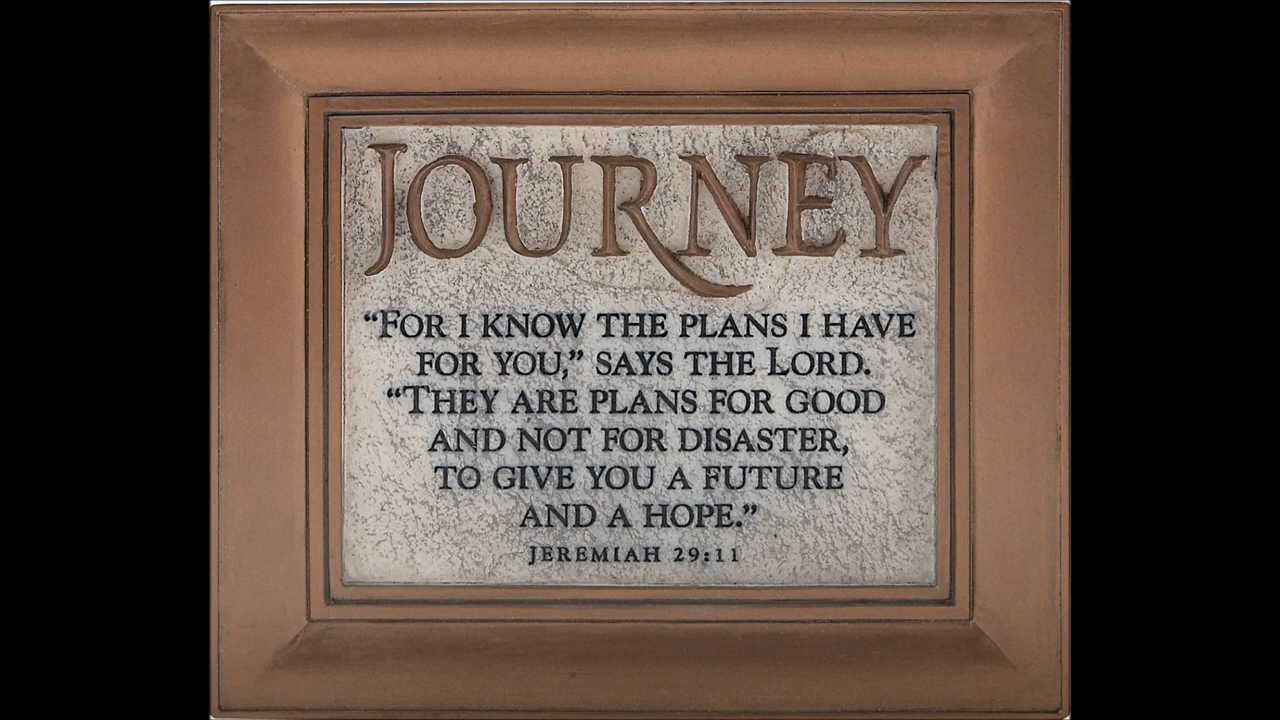 JOURNEY
“FOR I KNOW THE PLANS I HAVE
FOR YOU,” SAYS THE LORD.
“THEY ARE PLANS FOR GOOD
AND NOT FOR DISASTER,
TO GIVE YOU A FUTURE
AND A HOPE.”
JEREMIAH 29:11